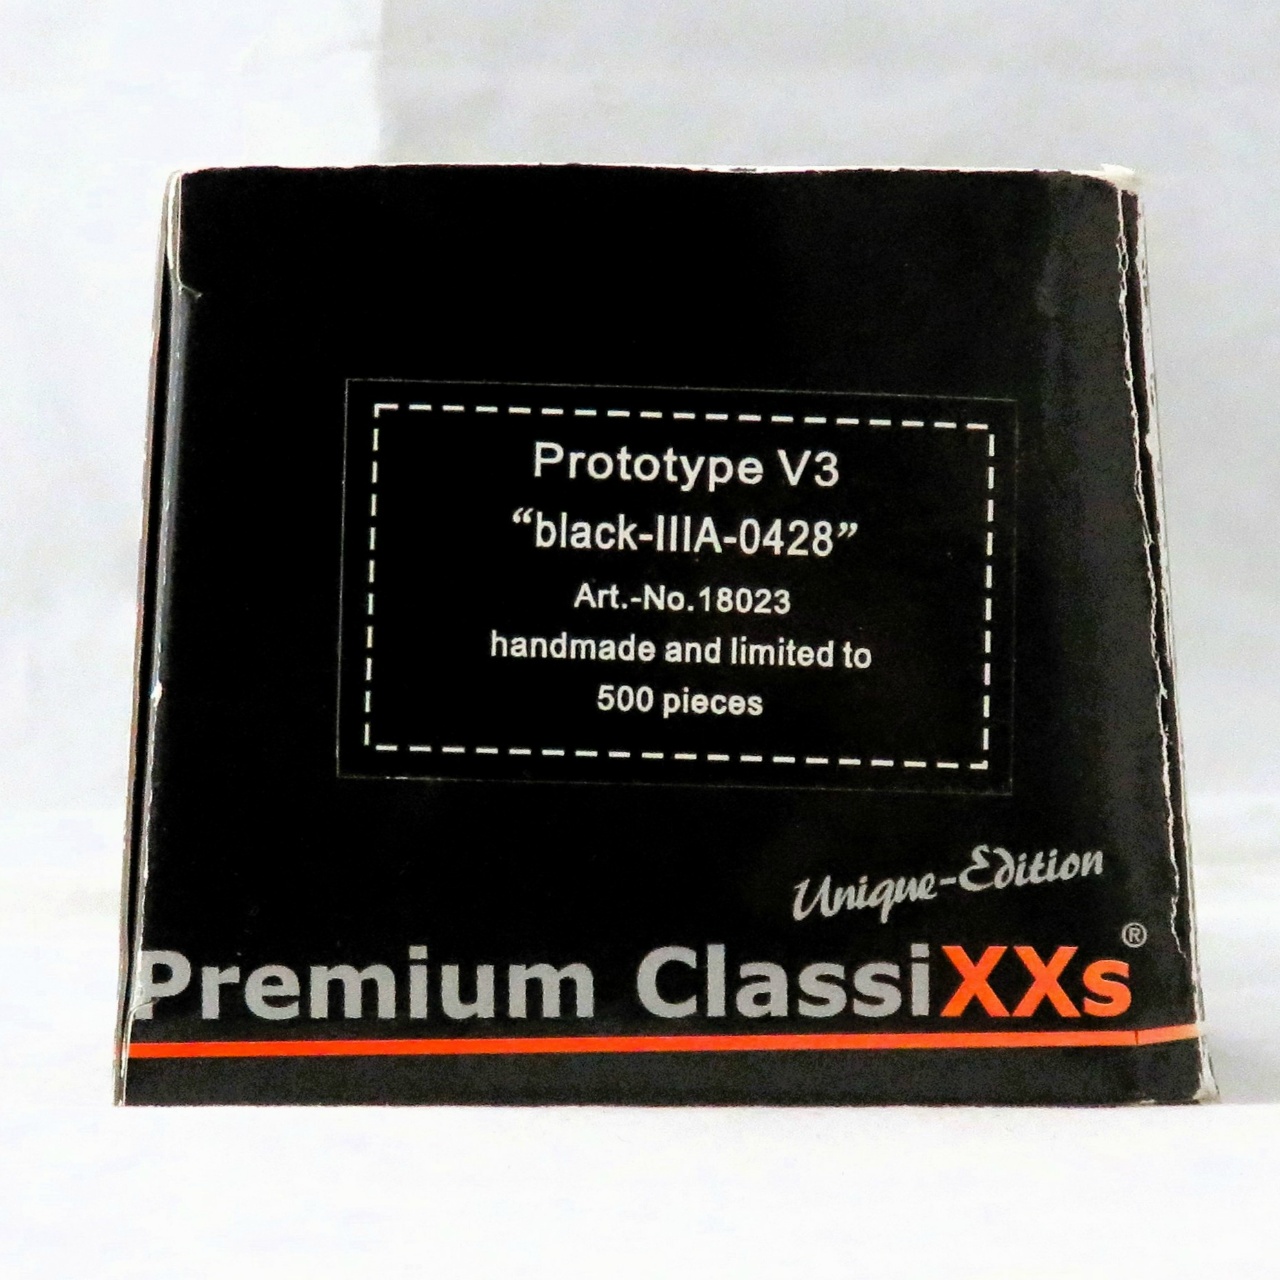 Prototype V3
“black-IIIA-0428”
Art.-No.18023
handmade and limited to
500 pieces
Unique-Edition
Premium ClassiXXs®